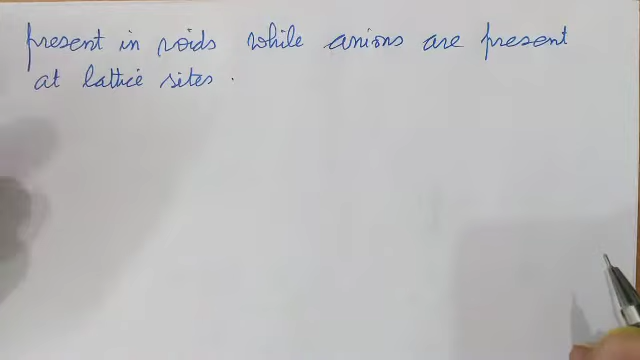 present in voids while anions are present
at lattice sites.